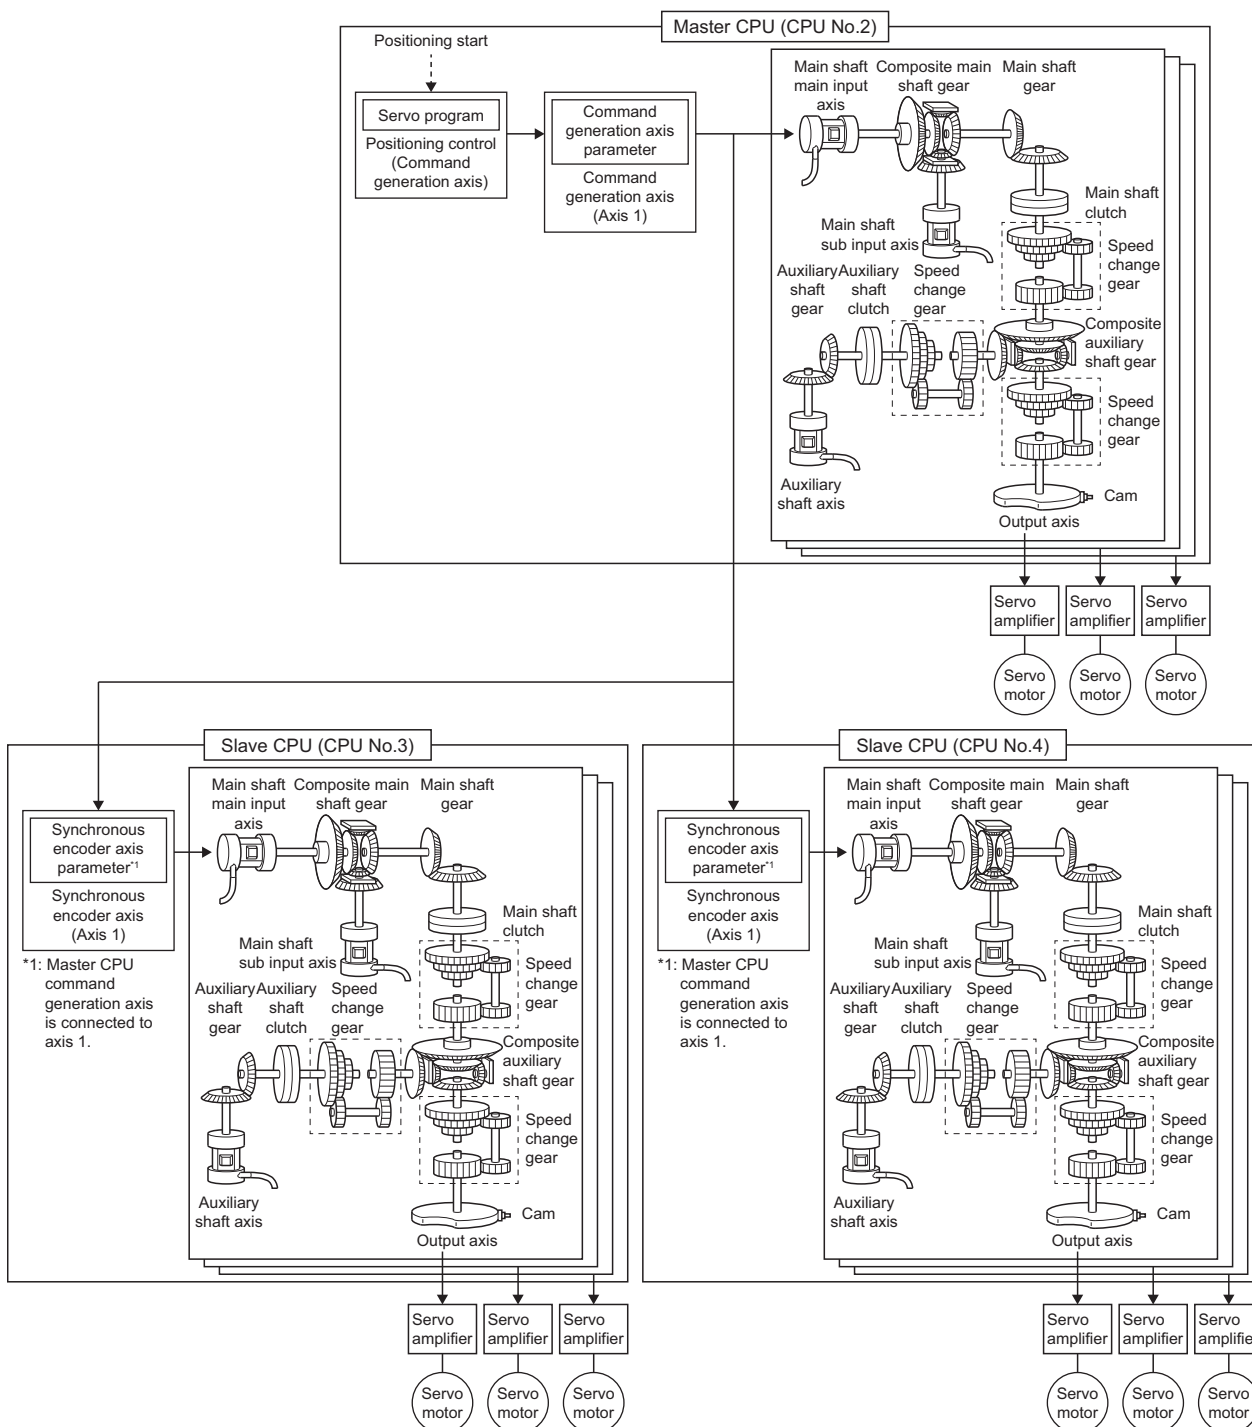 Master CPU (CPU No.2)
Positioning start
Servo program
Positioning control
(Command
generation axis)
Command
generation axis
parameter
Command
generation axis
(Axis 1)
Main shaft
main input
axis
Composite main
shaft gear
Main shaft
gear
Main shaft
clutch
Main shaft
sub input axis
Speed
change
gear
Auxiliary
shaft
gear
Auxiliary
shaft
clutch
Speed
change
gear
Composite
auxiliary
shaft gear
Speed
change
gear
Auxiliary
shaft axis
Cam
Output axis
Servo
amplifier
Servo
amplifier
Servo
amplifier
Servo
motor
Servo
motor
Servo
motor
Slave CPU (CPU No.3)
Synchronous
encoder axis
parameter*1
Synchronous
encoder axis
(Axis 1)
*1: Master CPU
command
generation axis
is connected to
axis 1.
Main shaft
main input
axis
Composite main
shaft gear
Main shaft
gear
Main shaft
clutch
Main shaft
sub input axis
Speed
change
gear
Auxiliary
shaft
gear
Auxiliary
shaft
clutch
Speed
change
gear
Composite
auxiliary
shaft gear
Speed
change
gear
Auxiliary
shaft axis
Cam
Output axis
Servo
amplifier
Servo
amplifier
Servo
amplifier
Servo
motor
Servo
motor
Servo
motor
Slave CPU (CPU No.4)
Synchronous
encoder axis
parameter*1
Synchronous
encoder axis
(Axis 1)
*1: Master CPU
command
generation axis
is connected to
axis 1.
Main shaft
main input
axis
Composite main
shaft gear
Main shaft
gear
Main shaft
clutch
Main shaft
sub input axis
Speed
change
gear
Auxiliary
shaft
gear
Auxiliary
shaft
clutch
Speed
change
gear
Composite
auxiliary
shaft gear
Speed
change
gear
Auxiliary
shaft axis
Cam
Output axis
Servo
amplifier
Servo
amplifier
Servo
amplifier
Servo
motor
Servo
motor
Servo
motor